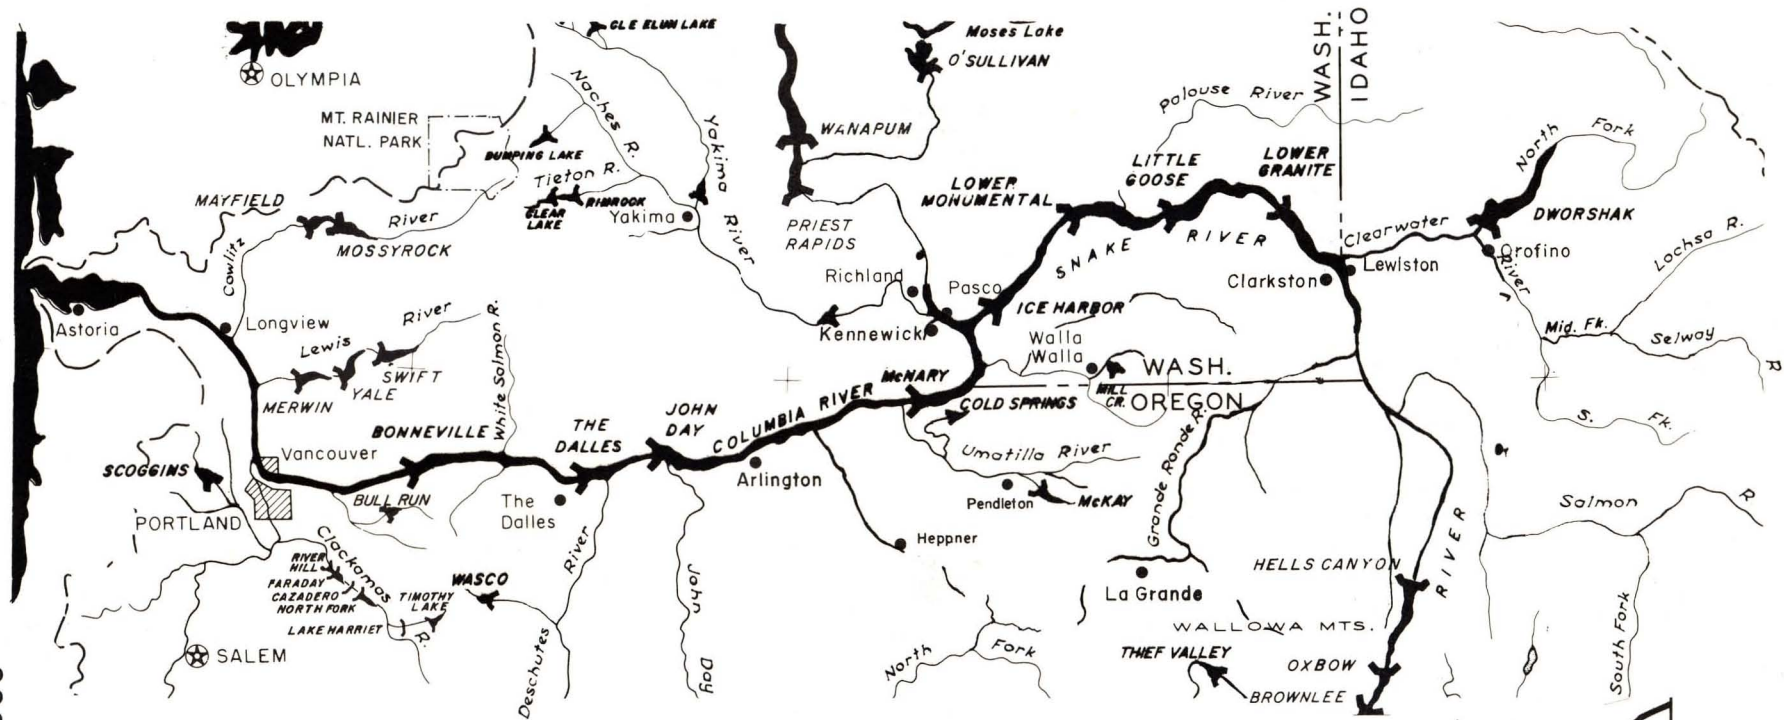 CLE ELUM LAKE
Moses Lake
O'SULLIVAN
WASH.
IDAHO
OLYMPIA
MT. RAINIER
NATL. PARK
Naches R.
BUMPING LAKE
Tieton R.
CLEAR
LAKE
RIMROCK
Yakima
Yakima
River
WANAPUM
PRIEST
RAPIDS
Palouse River
LITTLE
GOOSE
LOWER
GRANITE
LOWER
MONUMENTAL
North Fork
DWORSHAK
MAYFIELD
River
MOSSYROCK
Cowlitz
SNAKE RIVER
Clearwater
River
Orofino
Lochsa R.
Lewiston
Clarkston
Richland
Pasco
ICE HARBOR
Kennewick
Walla
Walla
Astoria
Longview
Lewis River
SWIFT
YALE
MERWIN
White Salmon R.
Mid. Fk.
Selway R
WASH.
OREGON
MILL
CR.
McNARY
COLD SPRINGS
COLUMBIA RIVER
JOHN
DAY
THE
DALLES
BONNEVILLE
Vancouver
SCOGGINS
PORTLAND
BULL RUN
The
Dalles
Arlington
Umatilla River
Pendleton
McKAY
Grande Ronde R.
S. Fk.
Salmon R
Heppner
La Grande
HELLS CANYON
RIVER
Clackamas
R.
RIVER
MILL
FARADAY
CAZADERO
NORTH FORK
TIMOTHY
LAKE
LAKE HARRIET
WASCO
River
Deschutes
John
Day
North Fork
WALLOWA MTS.
THIEF VALLEY
OXBOW
BROWNLEE
South Fork
SALEM